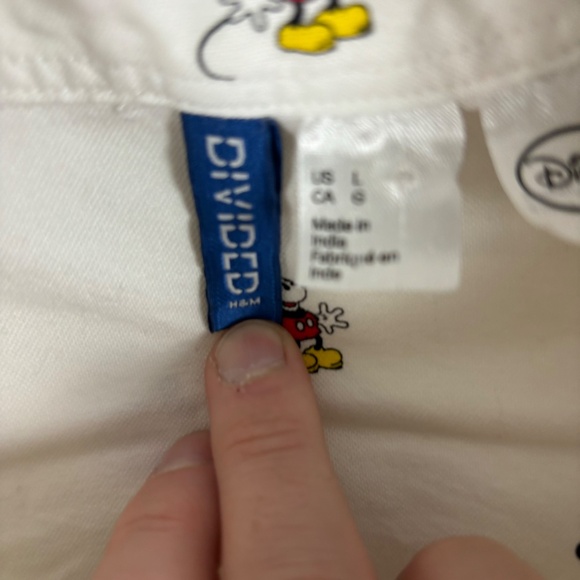 DIVIDED
H&M
US L
CA G
Made in
India
Fabriqué en
Inde